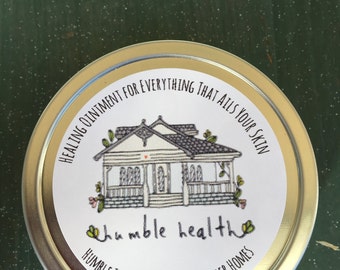 Healing Ointment for Everything That Ails Your Skin
humble health
Humble
Homes